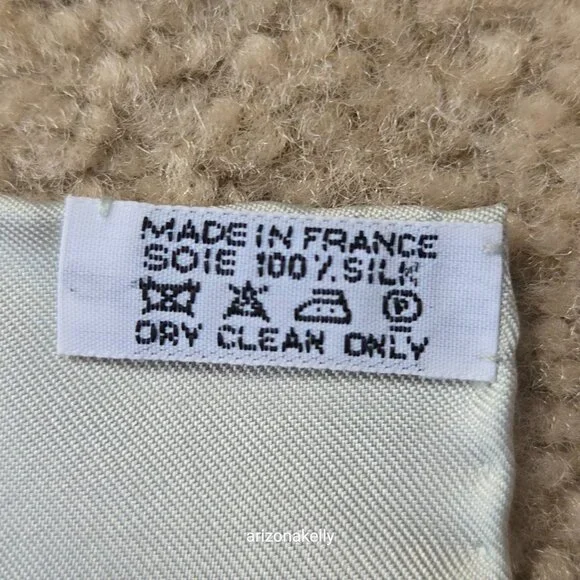 MADE IN FRANCE
SOIE 100% SILK
DRY CLEAN ONLY
arizonakelly